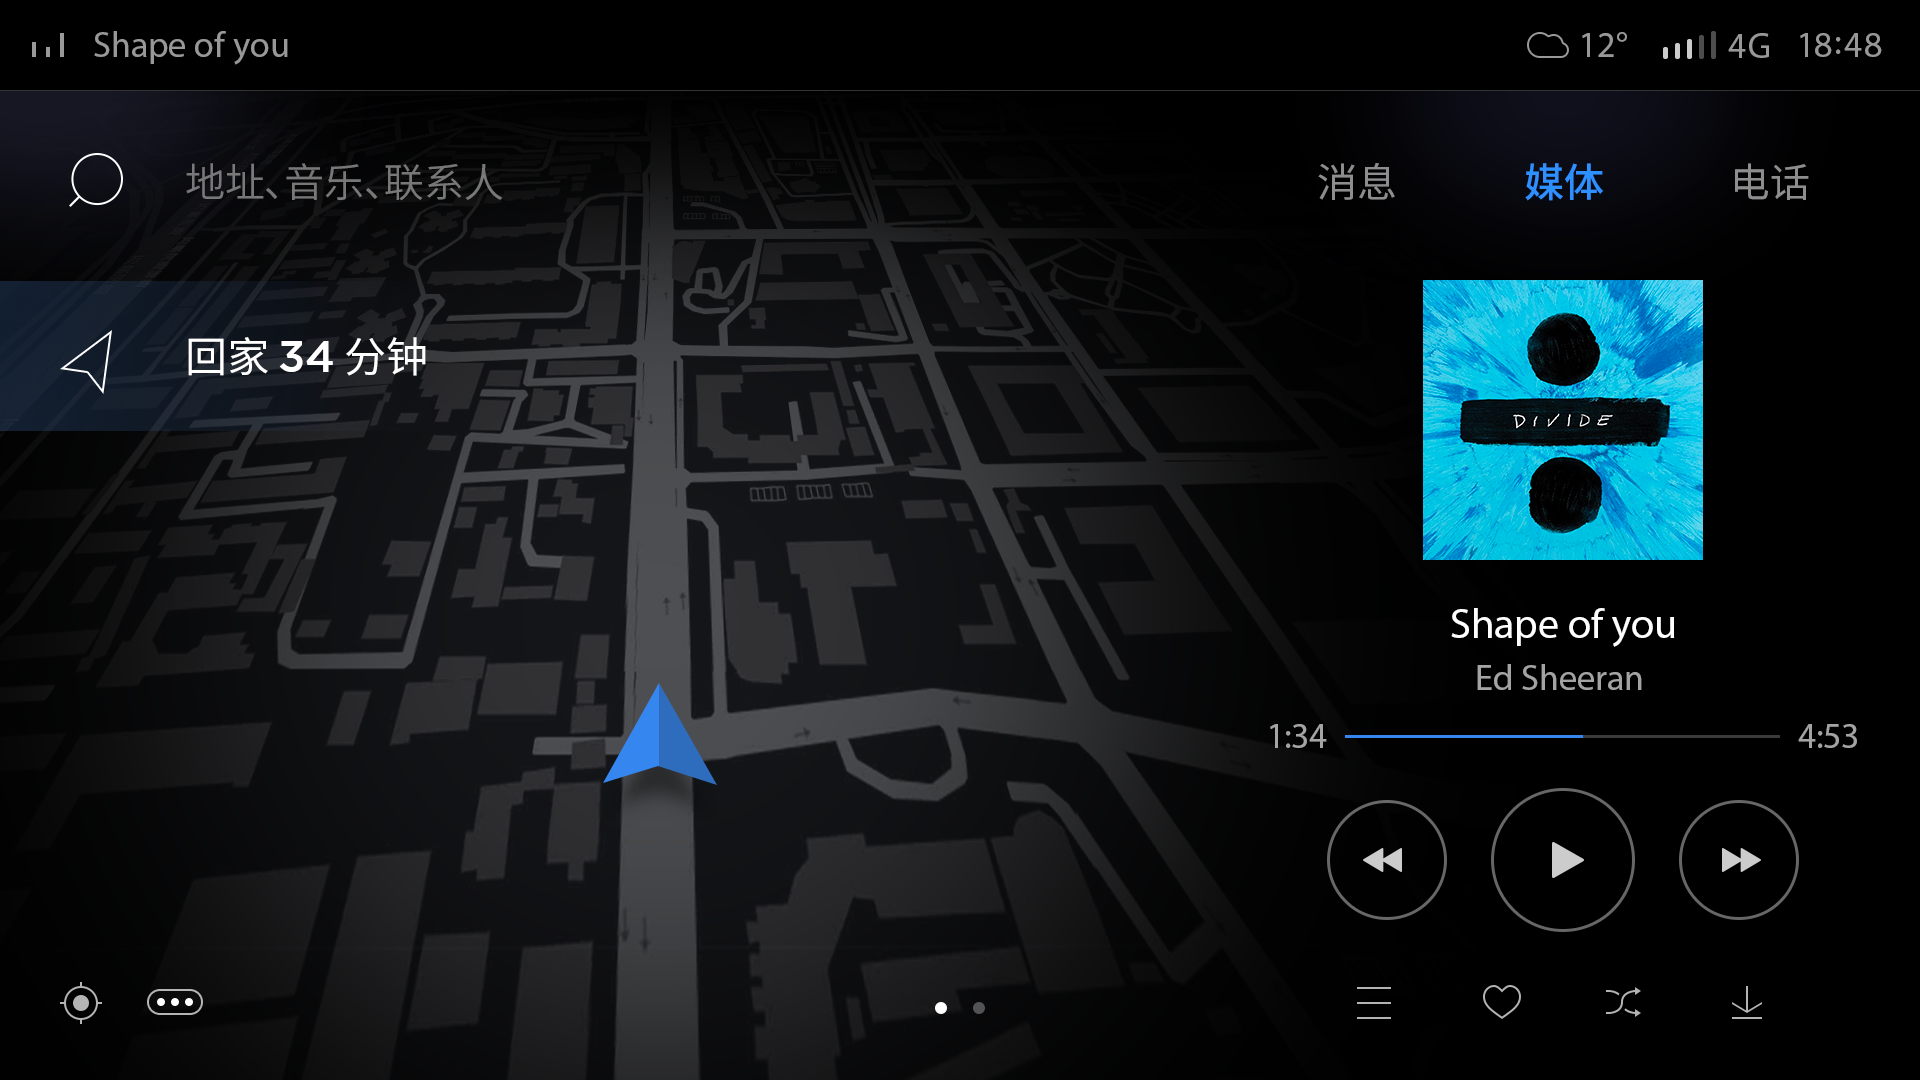 Shape of you
12° 4G 18:48
地址、音乐、联系人
消息 媒体 电话
回家 34 分钟
DIVIDE
Shape of you
Ed Sheeran
1:34 4:53